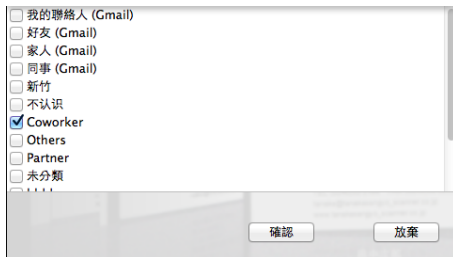 我的聯絡人 (Gmail)
好友 (Gmail)
家人 (Gmail)
同事 (Gmail)
新竹
不认识
Coworker
Others
Partner
未分類
確認
放棄